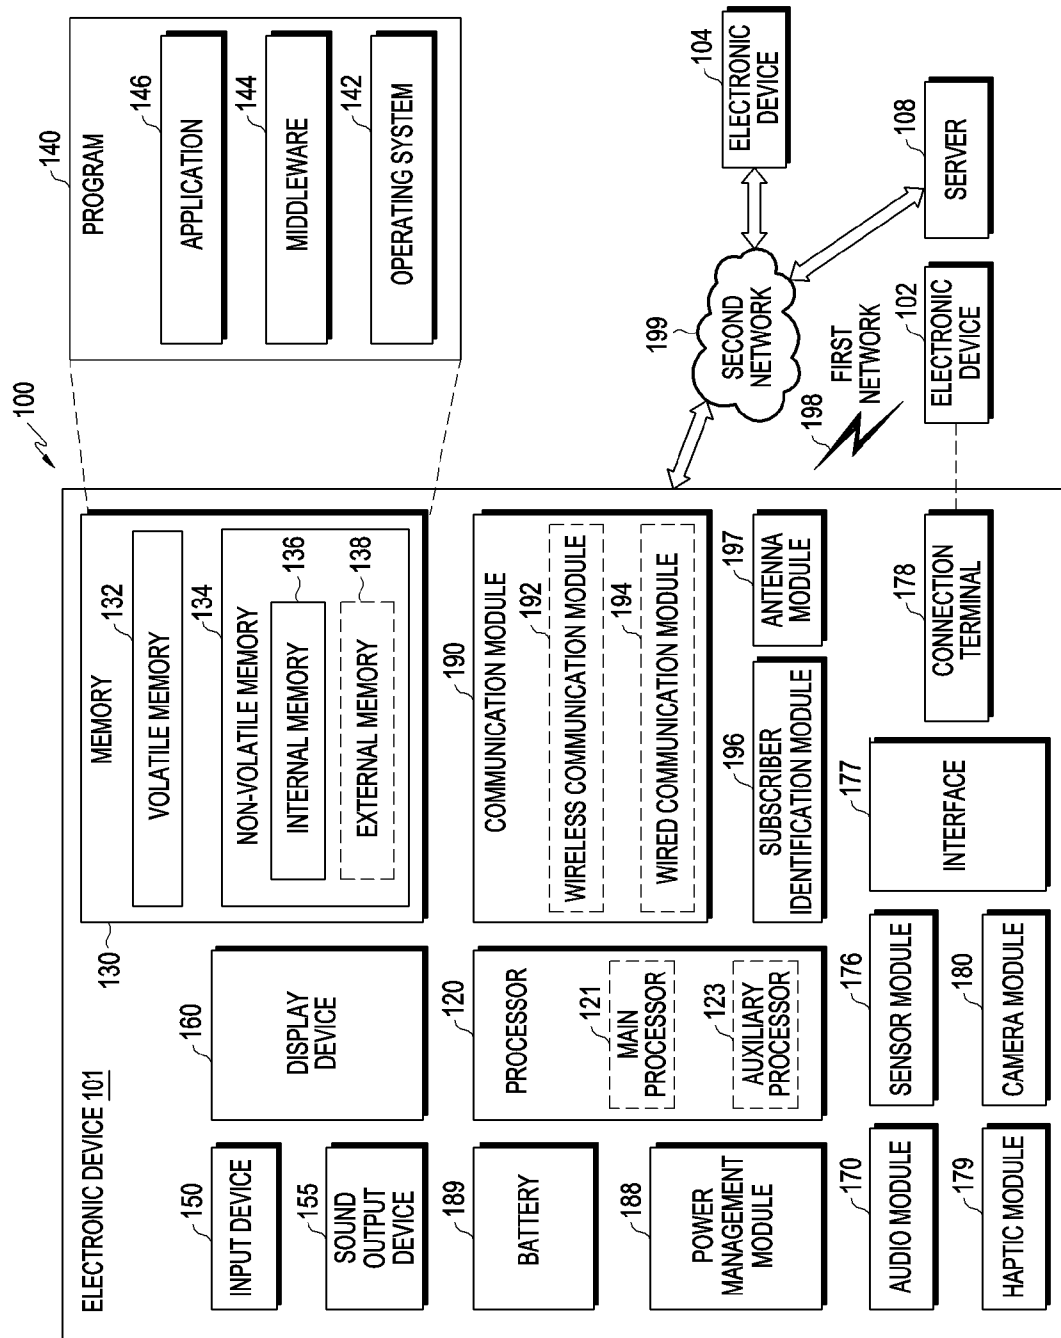 100
ELECTRONIC DEVICE 101
130
MEMORY
VOLATILE MEMORY
132
NON-VOLATILE MEMORY
134
INTERNAL MEMORY
136
EXTERNAL MEMORY
138
140
PROGRAM
APPLICATION
146
MIDDLEWARE
144
OPERATING SYSTEM
142
INPUT DEVICE
150
SOUND
OUTPUT
DEVICE
155
DISPLAY
DEVICE
160
BATTERY
189
POWER
MANAGEMENT
MODULE
188
PROCESSOR
120
MAIN
PROCESSOR
121
AUXILIARY
PROCESSOR
123
COMMUNICATION MODULE
190
WIRELESS COMMUNICATION MODULE
192
WIRED COMMUNICATION MODULE
194
SUBSCRIBER
IDENTIFICATION MODULE
196
ANTENNA
MODULE
197
SECOND
NETWORK
199
ELECTRONIC
DEVICE
104
FIRST
NETWORK
198
SERVER
108
ELECTRONIC
DEVICE
102
AUDIO MODULE
170
SENSOR MODULE
176
INTERFACE
177
CONNECTION
TERMINAL
178
HAPTIC MODULE
179
CAMERA MODULE
180